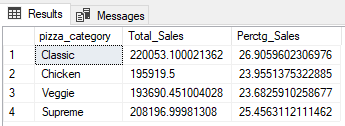 Results Messages
pizza_category Total_Sales Perctg_Sales
1 Classic 220053.100021362 26.9059602306976
2 Chicken 195919.5 23.9551375322885
3 Veggie 193690.451004028 23.6825910258677
4 Supreme 208196.99981308 25.4563112111462